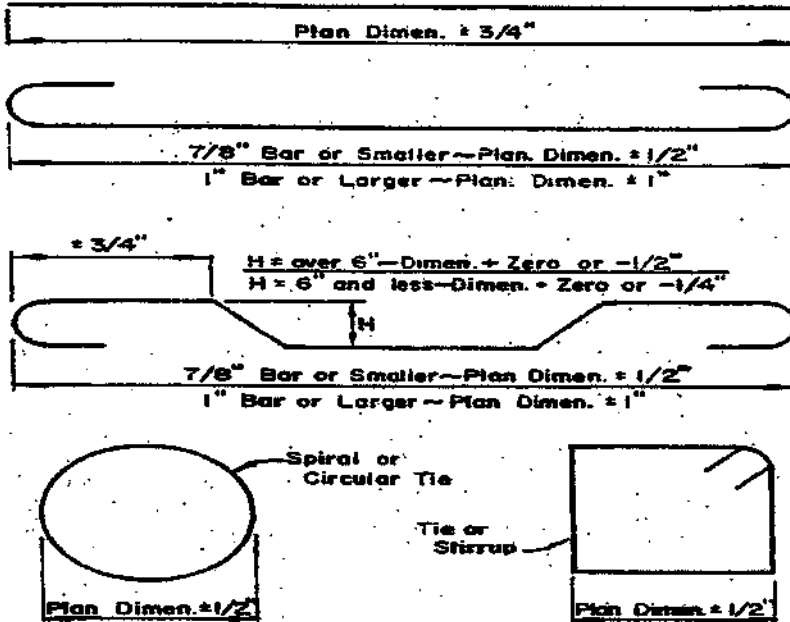 Plan Dimen. ± 3/4"
7/8" Bar or Smaller~Plan. Dimen. ± 1/2"
1" Bar or Larger ~ Plan. Dimen. ± 1"
± 3/4"
H = over 6"-Dimen. + Zero or -1/2"
H = 6" and less-Dimen. + Zero or -1/4"
H
7/8" Bar or Smaller~Plan Dimen. ± 1/2"
1" Bar or Larger ~ Plan Dimen. ± 1"
Spiral or
Circular Tie
Tie or
Stirrup
Plan Dimen. ± 1/2"
Plan Dimen. ± 1/2"